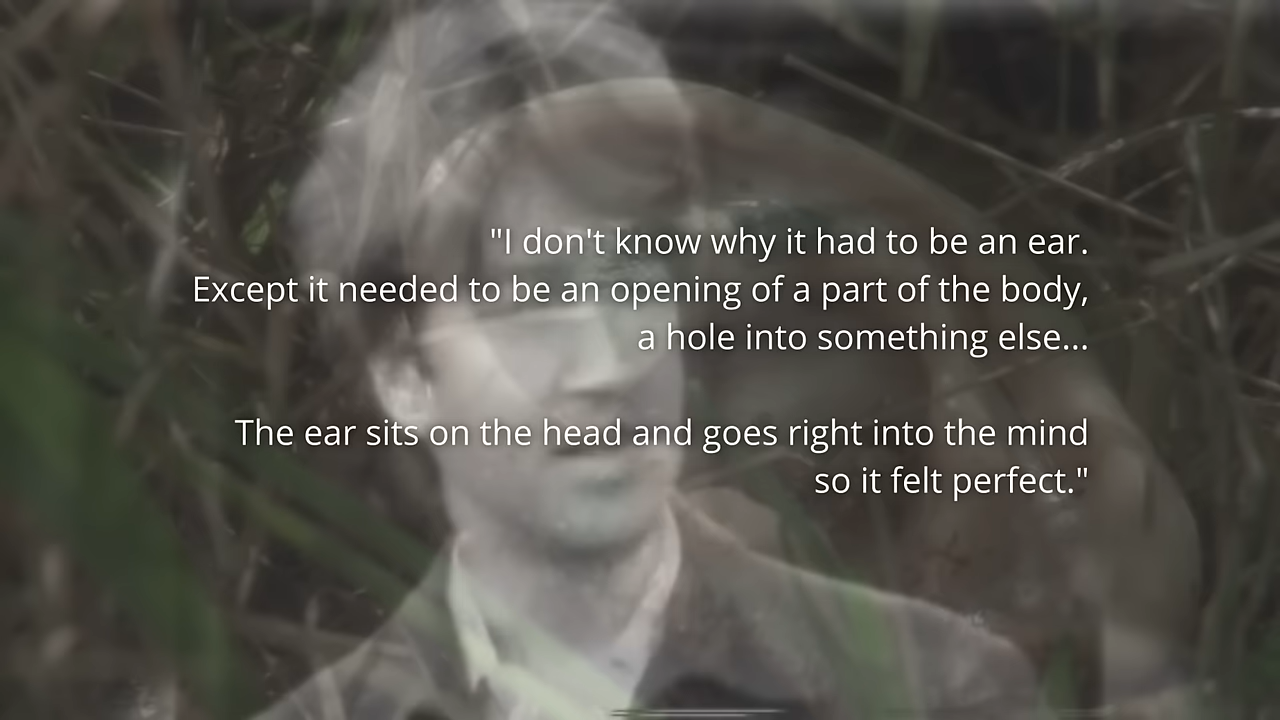 "I don't know why it had to be an ear.
Except it needed to be an opening of a part of the body,
a hole into something else...
The ear sits on the head and goes right into the mind
so it felt perfect."